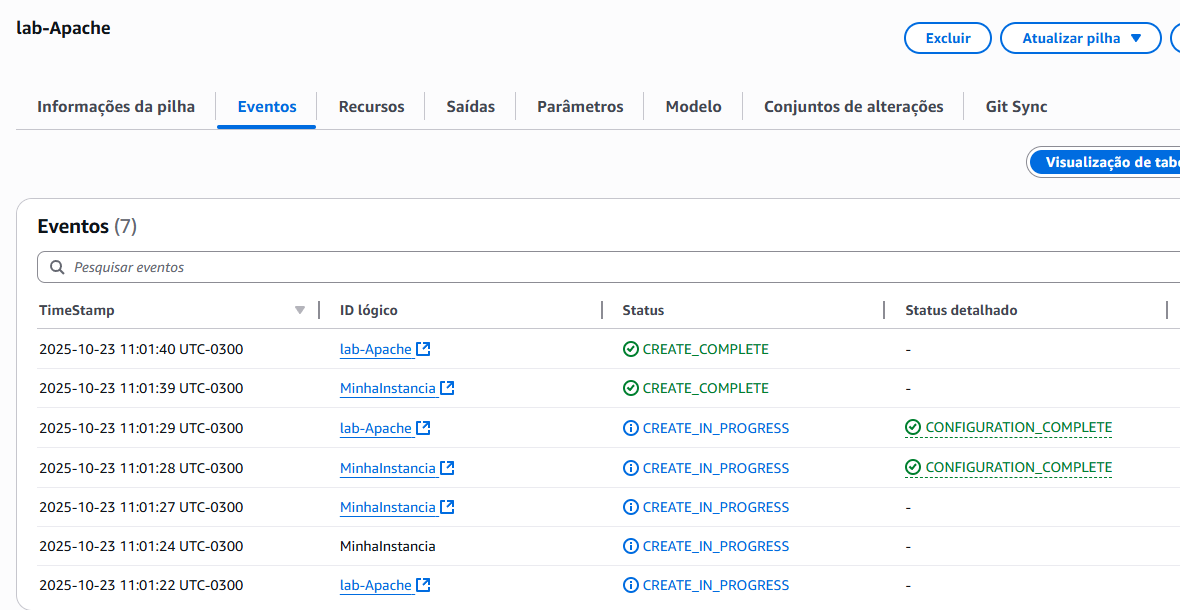 lab-Apache
Excluir Atualizar pilha
Informações da pilha Eventos Recursos Saídas Parâmetros Modelo Conjuntos de alterações Git Sync
Visualização de tabe
Eventos (7)
Pesquisar eventos
TimeStamp ID lógico Status Status detalhado
2025-10-23 11:01:40 UTC-0300 lab-Apache CREATE_COMPLETE -
2025-10-23 11:01:39 UTC-0300 MinhaInstancia CREATE_COMPLETE -
2025-10-23 11:01:29 UTC-0300 lab-Apache CREATE_IN_PROGRESS CONFIGURATION_COMPLETE
2025-10-23 11:01:28 UTC-0300 MinhaInstancia CREATE_IN_PROGRESS CONFIGURATION_COMPLETE
2025-10-23 11:01:27 UTC-0300 MinhaInstancia CREATE_IN_PROGRESS -
2025-10-23 11:01:24 UTC-0300 MinhaInstancia CREATE_IN_PROGRESS -
2025-10-23 11:01:22 UTC-0300 lab-Apache CREATE_IN_PROGRESS -